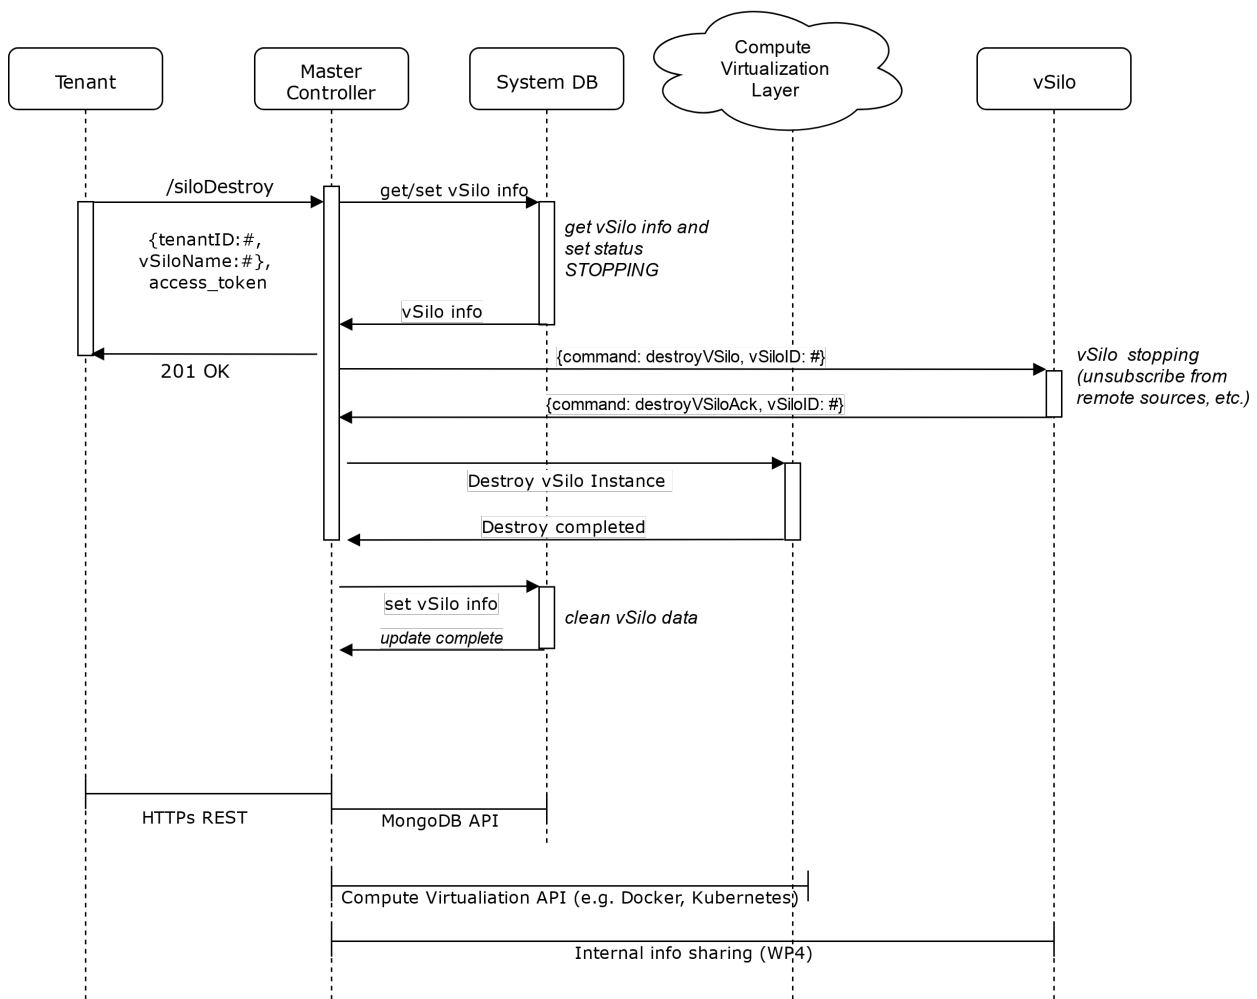 Tenant
Master
Controller
System DB
Compute
Virtualization
Layer
vSilo
/siloDestroy
get/set vSilo info
{tenantID:#,
vSiloName:#},
access_token
get vSilo info and
set status
STOPPING
vSilo info
201 OK
{command: destroyVSilo, vSiloID: #}
vSilo stopping
(unsubscribe from
remote sources, etc.)
{command: destroyVSiloAck, vSiloID: #}
Destroy vSilo Instance
Destroy completed
set vSilo info
clean vSilo data
update complete
HTTPs REST
MongoDB API
Compute Virtualiation API (e.g. Docker, Kubernetes)
Internal info sharing (WP4)